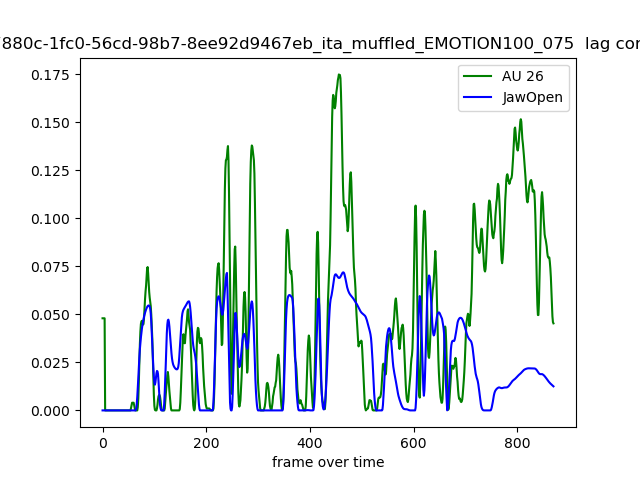 880c-1fc0-56cd-98b7-8ee92d9467eb_ita_muffled_EMOTION100_075 lag cor
AU 26
JawOpen
0.175
0.150
0.125
0.100
0.075
0.050
0.025
0.000
0 200 400 600 800
frame over time